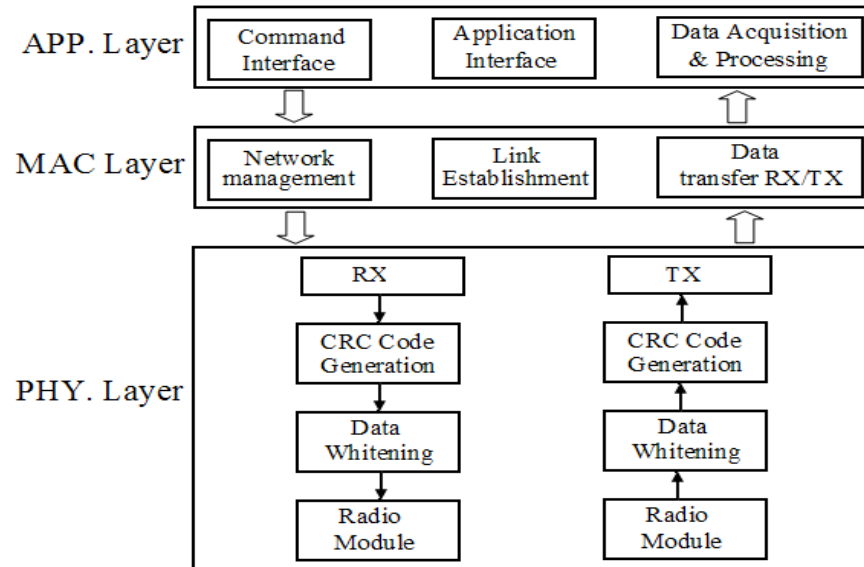 APP. Layer
Command
Interface
Application
Interface
Data Acquisition
& Processing
MAC Layer
Network
management
Link
Establishment
Data
transfer RX/TX
PHY. Layer
RX
CRC Code
Generation
Data
Whitening
Radio
Module
TX
CRC Code
Generation
Data
Whitening
Radio
Module